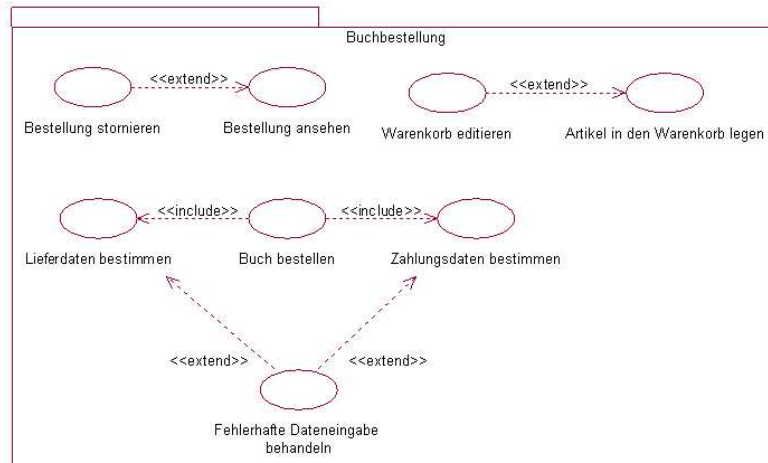 Buchbestellung
<<extend>>
<<extend>>
Bestellung stornieren
Bestellung ansehen
Warenkorb editieren
Artikel in den Warenkorb legen
<<include>>
<<include>>
Lieferdaten bestimmen
Buch bestellen
Zahlungsdaten bestimmen
<<extend>>
<<extend>>
Fehlerhafte Dateneingabe
behandeln